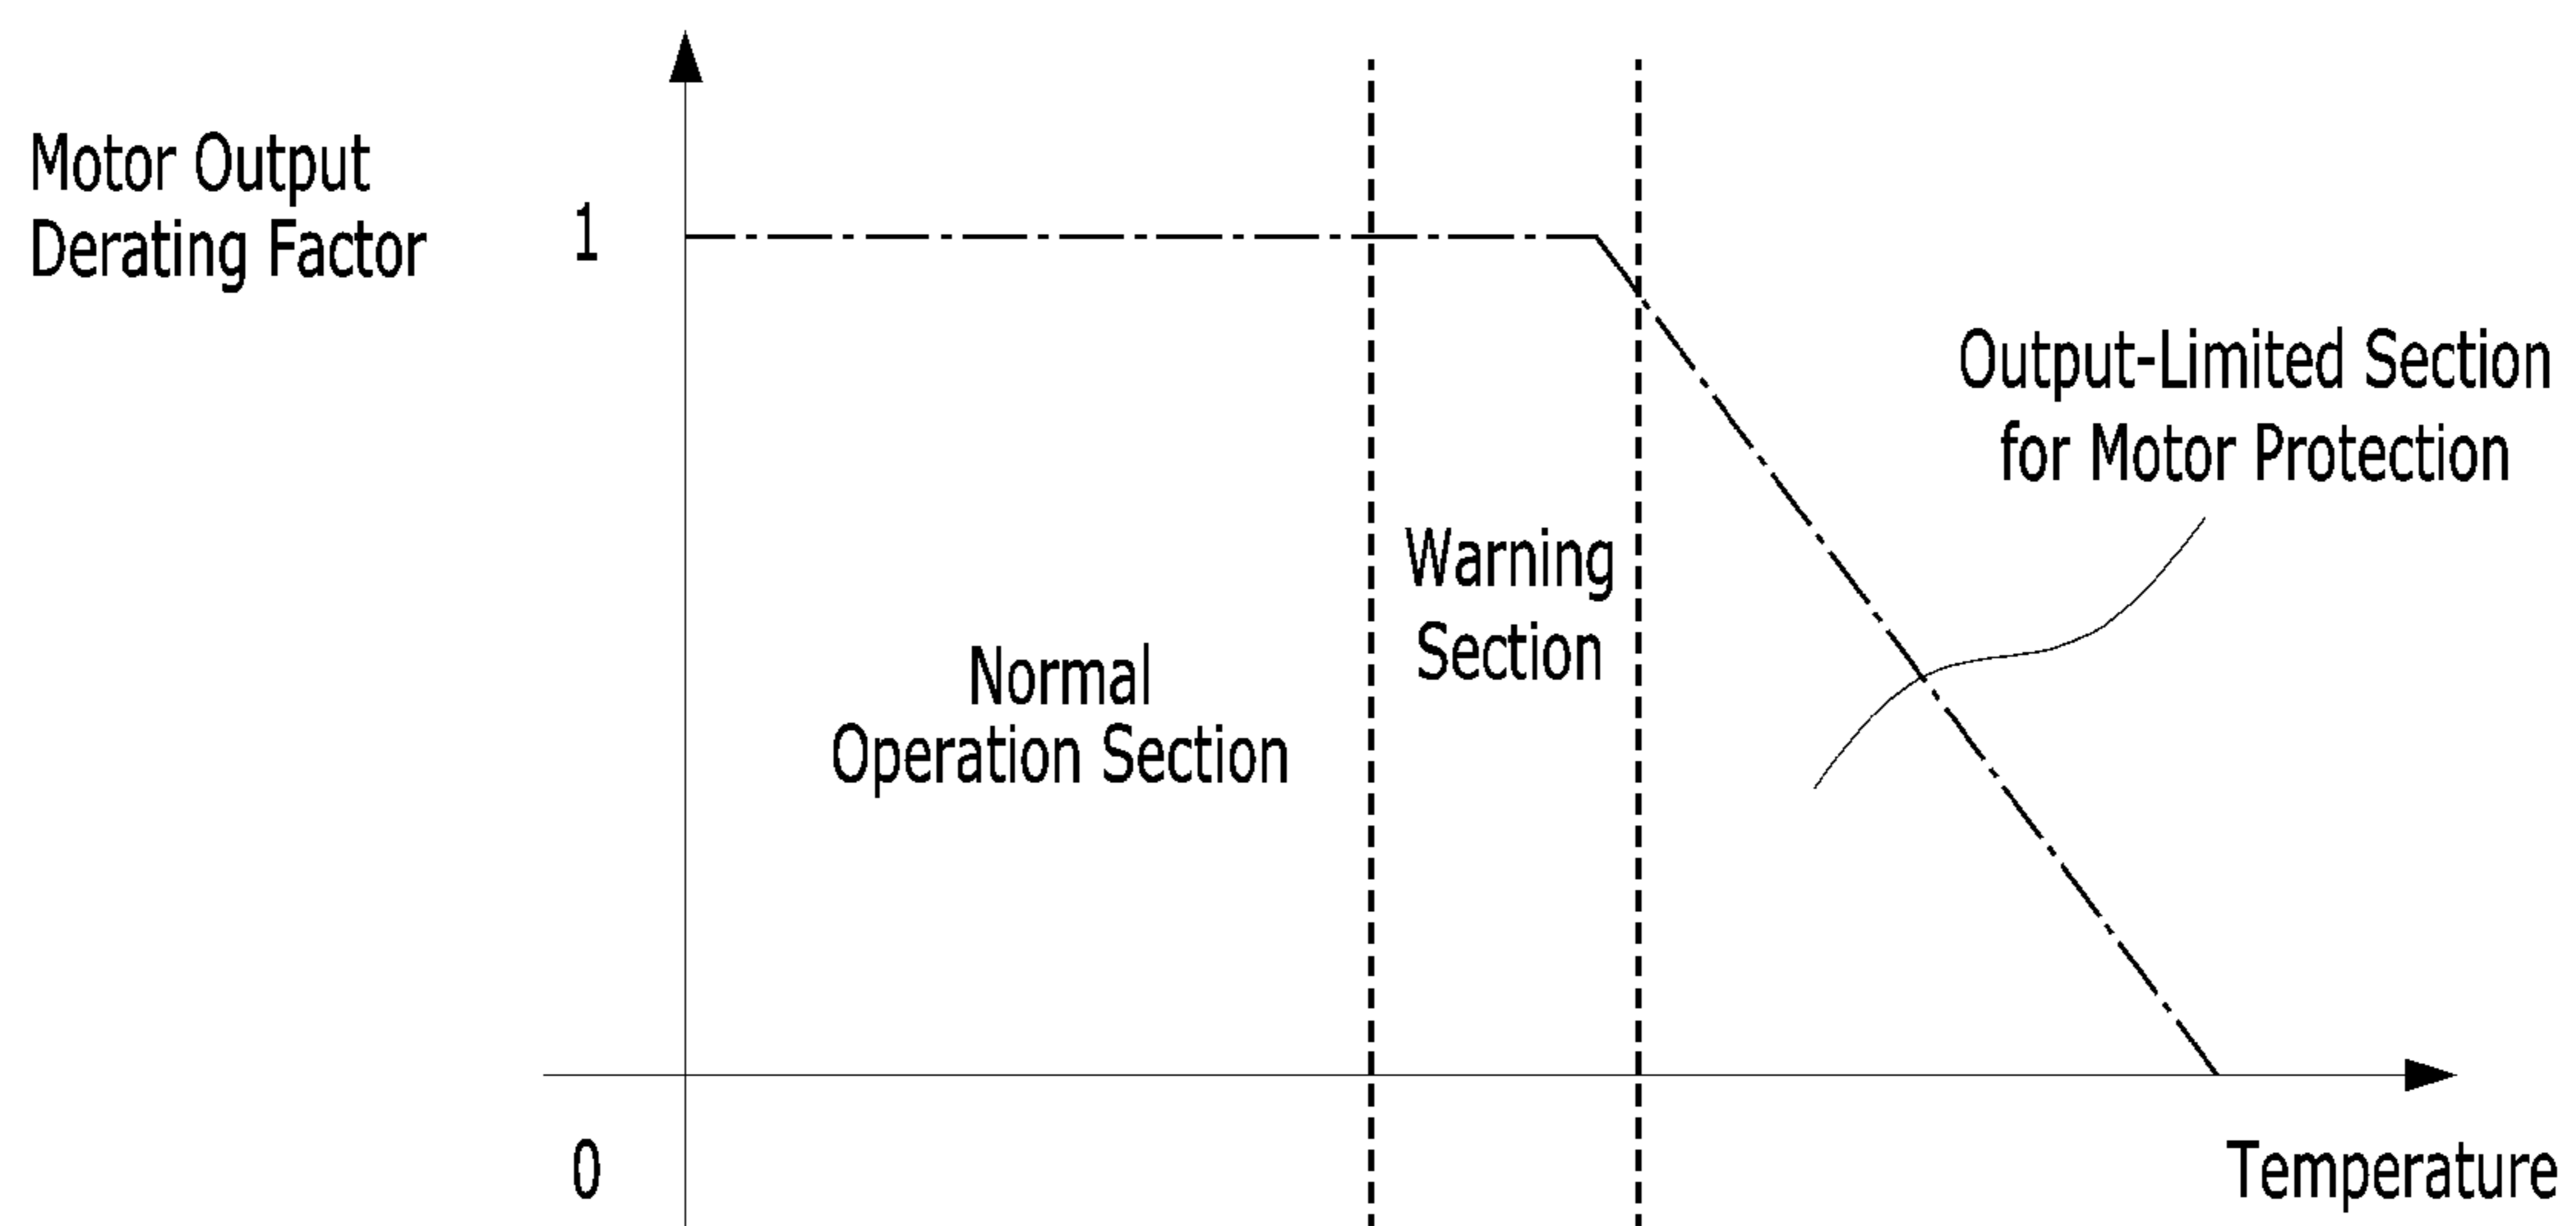 Motor Output
Derating Factor
1
Output-Limited Section
for Motor Protection
Warning
Section
Normal
Operation Section
0
Temperature